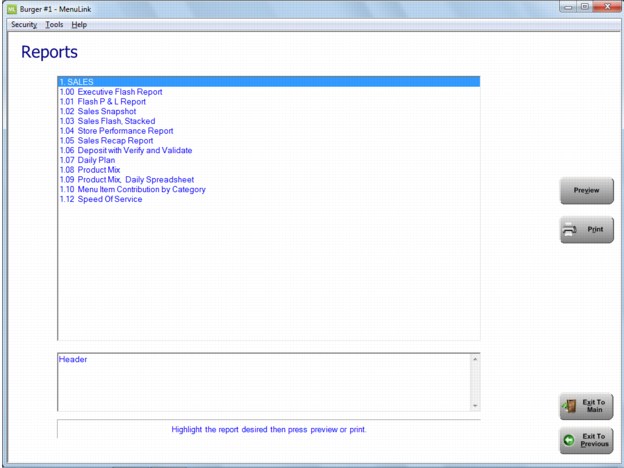 Burger #1 - MenuLink
Security Tools Help
Reports
1. SALES
1.00 Executive Flash Report
1.01 Flash P & L Report
1.02 Sales Snapshot
1.03 Sales Flash, Stacked
1.04 Store Performance Report
1.05 Sales Recap Report
1.06 Deposit with Verify and Validate
1.07 Daily Plan
1.08 Product Mix
1.09 Product Mix, Daily Spreadsheet
1.10 Menu Item Contribution by Category
1.12 Speed Of Service
Preview
Print
Header
Exit To
Main
Highlight the report desired then press preview or print.
Exit To
Previous